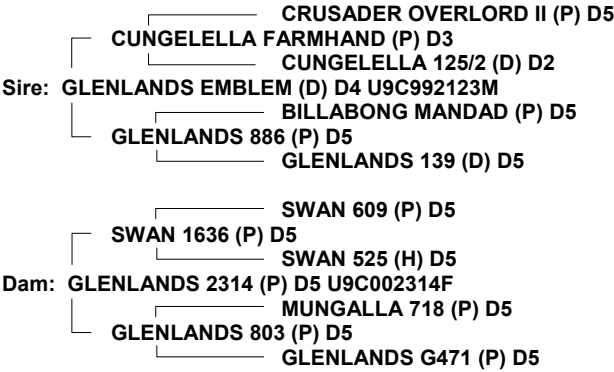 CRUSADER OVERLORD II (P) D5
CUNGELELLA FARMHAND (P) D3
CUNGELELLA 125/2 (D) D2
Sire: GLENLANDS EMBLEM (D) D4 U9C992123M
BILLABONG MANDAD (P) D5
GLENLANDS 886 (P) D5
GLENLANDS 139 (D) D5
SWAN 609 (P) D5
SWAN 1636 (P) D5
SWAN 525 (H) D5
Dam: GLENLANDS 2314 (P) D5 U9C002314F
MUNGALLA 718 (P) D5
GLENLANDS 803 (P) D5
GLENLANDS G471 (P) D5